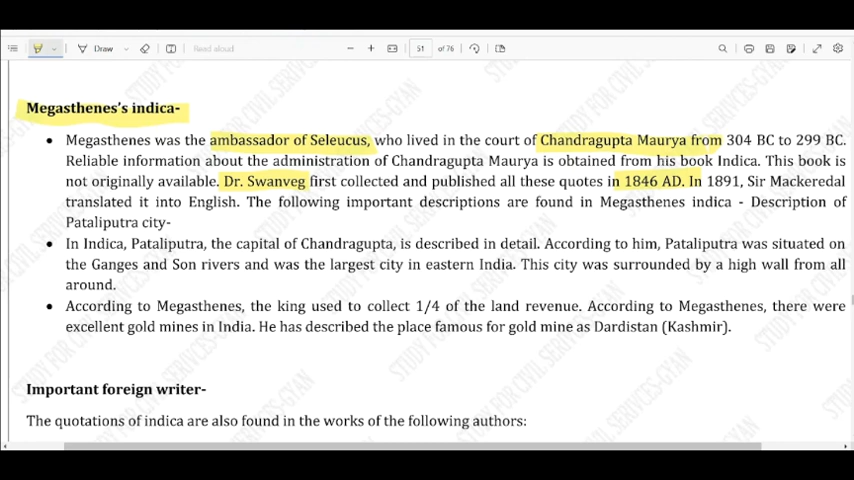 Draw
Read aloud
51
of 76
Megasthenes's indica-
• Megasthenes was the ambassador of Seleucus, who lived in the court of Chandragupta Maurya from 304 BC to 299 BC.
Reliable information about the administration of Chandragupta Maurya is obtained from his book Indica. This book is
not originally available. Dr. Swanveg first collected and published all these quotes in 1846 AD. In 1891, Sir Mackeredal
translated it into English. The following important descriptions are found in Megasthenes indica - Description of
Pataliputra city-
• In Indica, Pataliputra, the capital of Chandragupta, is described in detail. According to him, Pataliputra was situated on
the Ganges and Son rivers and was the largest city in eastern India. This city was surrounded by a high wall from all
around.
• According to Megasthenes, the king used to collect 1/4 of the land revenue. According to Megasthenes, there were
excellent gold mines in India. He has described the place famous for gold mine as Dardistan (Kashmir).
Important foreign writer-
The quotations of indica are also found in the works of the following authors:
STUDY FOR CIVIL SERIVCES-GYAN